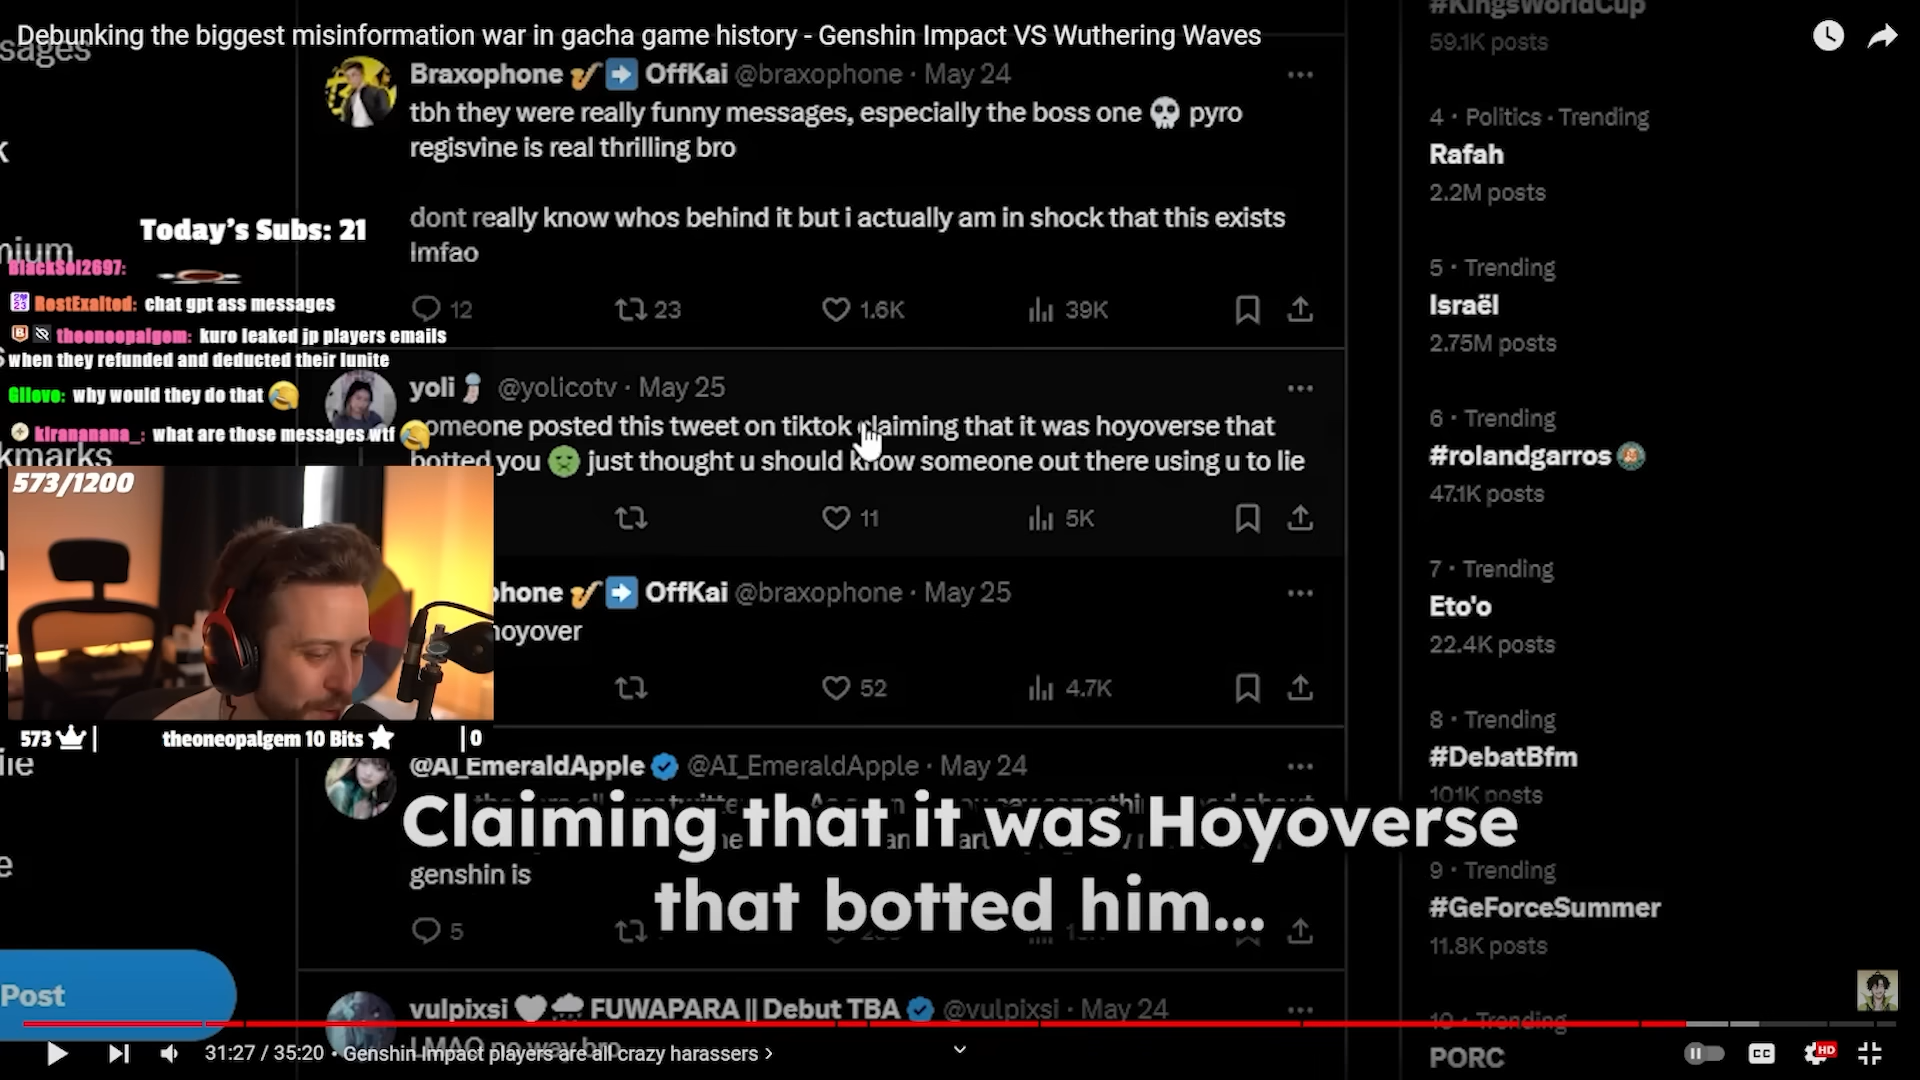 Debunking the biggest misinformation war in gacha game history - Genshin Impact VS Wuthering Waves
sages
Braxophone OffKai @braxophone · May 24
tbh they were really funny messages, especially the boss one 💀 pyro
regisvine is real thrilling bro
dont really know whos behind it but i actually am in shock that this exists
lmfao
12 23 1.6K 39K
Today's Subs: 21
BlackSol2697:
RestExalted: chat gpt ass messages
theoneopalgem: kuro leaked jp players emails
when they refunded and deducted their lunite
Gllovo: why would they do that 😂
kirananana_: what are those messages wtf 😂
kmarks
yoli @yolicotv · May 25
someone posted this tweet on tiktok claiming that it was hoyoverse that
botted you just thought u should know someone out there using u to lie
11 5K
573/1200
phone OffKai @braxophone · May 25
hoyover
52 4.7K
573 | theoneopalgem 10 Bits | 0
@AI_EmeraldApple @AI_EmeraldApple · May 24
genshin is
5
Claiming that it was Hoyoverse
that botted him...
Post
vulpixsi FUWAPARA || Debut TBA @vulpixsi · May 24
LMAO no way bro
31:27 / 35:20 • Genshin Impact players are all crazy harassers ›
#KingsWorldCup
59.1K posts
4 · Politics · Trending
Rafah
2.2M posts
5 · Trending
Israël
2.75M posts
6 · Trending
#rolandgarros
47.1K posts
7 · Trending
Eto'o
22.4K posts
8 · Trending
#DebatBfm
101K posts
9 · Trending
#GeForceSummer
11.8K posts
10 · Trending
PORC
CC
HD